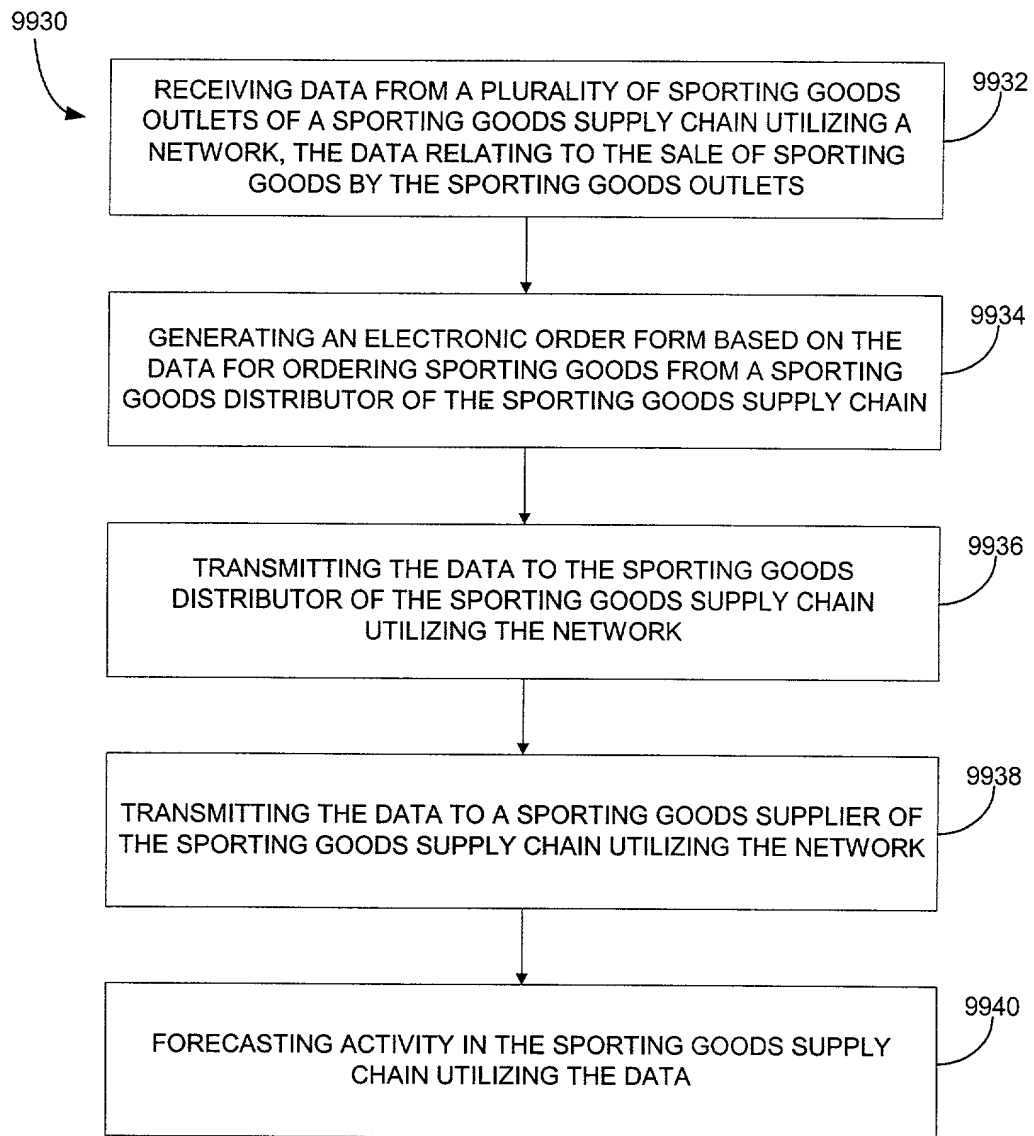 9930
9932
RECEIVING DATA FROM A PLURALITY OF SPORTING GOODS
OUTLETS OF A SPORTING GOODS SUPPLY CHAIN UTILIZING A
NETWORK, THE DATA RELATING TO THE SALE OF SPORTING
GOODS BY THE SPORTING GOODS OUTLETS
9934
GENERATING AN ELECTRONIC ORDER FORM BASED ON THE
DATA FOR ORDERING SPORTING GOODS FROM A SPORTING
GOODS DISTRIBUTOR OF THE SPORTING GOODS SUPPLY CHAIN
9936
TRANSMITTING THE DATA TO THE SPORTING GOODS
DISTRIBUTOR OF THE SPORTING GOODS SUPPLY CHAIN
UTILIZING THE NETWORK
9938
TRANSMITTING THE DATA TO A SPORTING GOODS SUPPLIER OF
THE SPORTING GOODS SUPPLY CHAIN UTILIZING THE NETWORK
9940
FORECASTING ACTIVITY IN THE SPORTING GOODS SUPPLY
CHAIN UTILIZING THE DATA